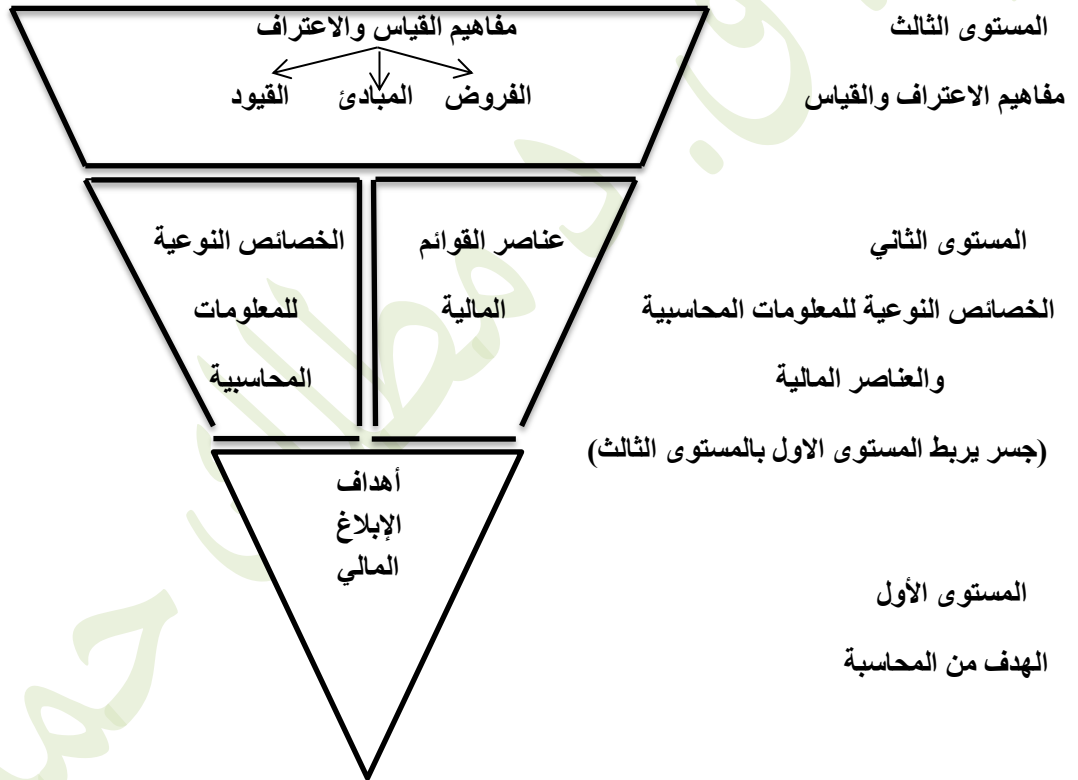 المستوى الثالث
مفاهيم القياس والاعتراف
مفاهيم الاعتراف والقياس
الفروض المبادئ القيود
المستوى الثاني
الخصائص النوعية للمعلومات المحاسبية
والعناصر المالية
(جسر يربط المستوى الاول بالمستوى الثالث)
عناصر القوائم
المالية
الخصائص النوعية
للمعلومات
المحاسبية
أهداف
الإبلاغ
المالي
المستوى الأول
الهدف من المحاسبة